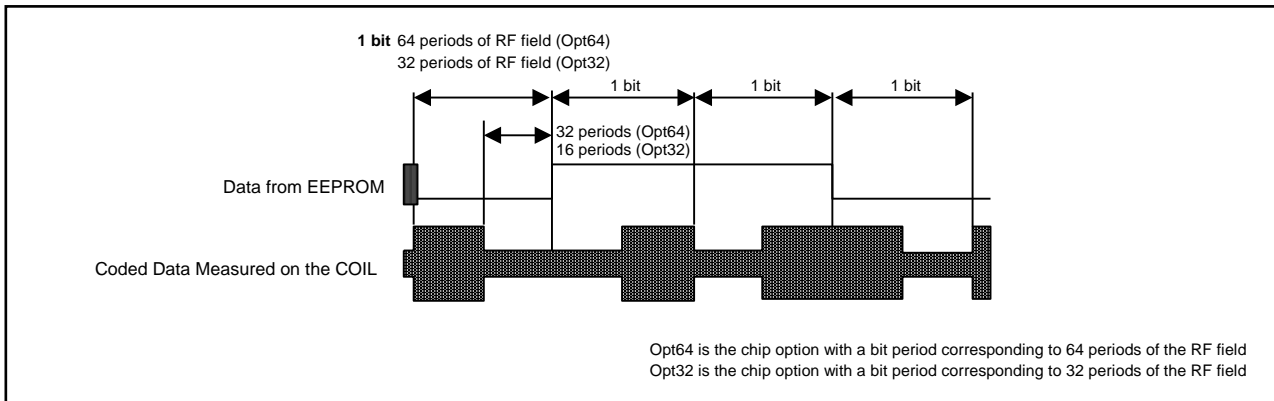 1 bit 64 periods of RF field (Opt64)
32 periods of RF field (Opt32)
1 bit
1 bit
1 bit
32 periods (Opt64)
16 periods (Opt32)
Data from EEPROM
Coded Data Measured on the COIL
Opt64 is the chip option with a bit period corresponding to 64 periods of the RF field
Opt32 is the chip option with a bit period corresponding to 32 periods of the RF field